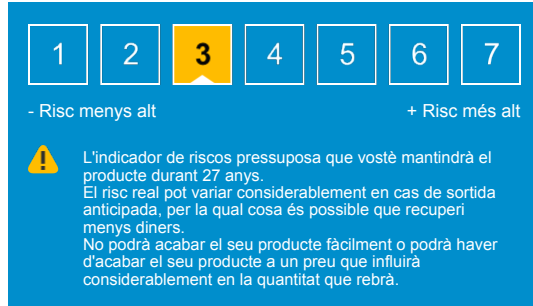 1 2 3 4 5 6 7
- Risc menys alt + Risc més alt
L'indicador de riscos pressuposa que vostè mantindrà el
producte durant 27 anys.
El risc real pot variar considerablement en cas de sortida
anticipada, per la qual cosa és possible que recuperi
menys diners.
No podrà acabar el seu producte fàcilment o podrà haver
d'acabar el seu producte a un preu que influirà
considerablement en la quantitat que rebrà.